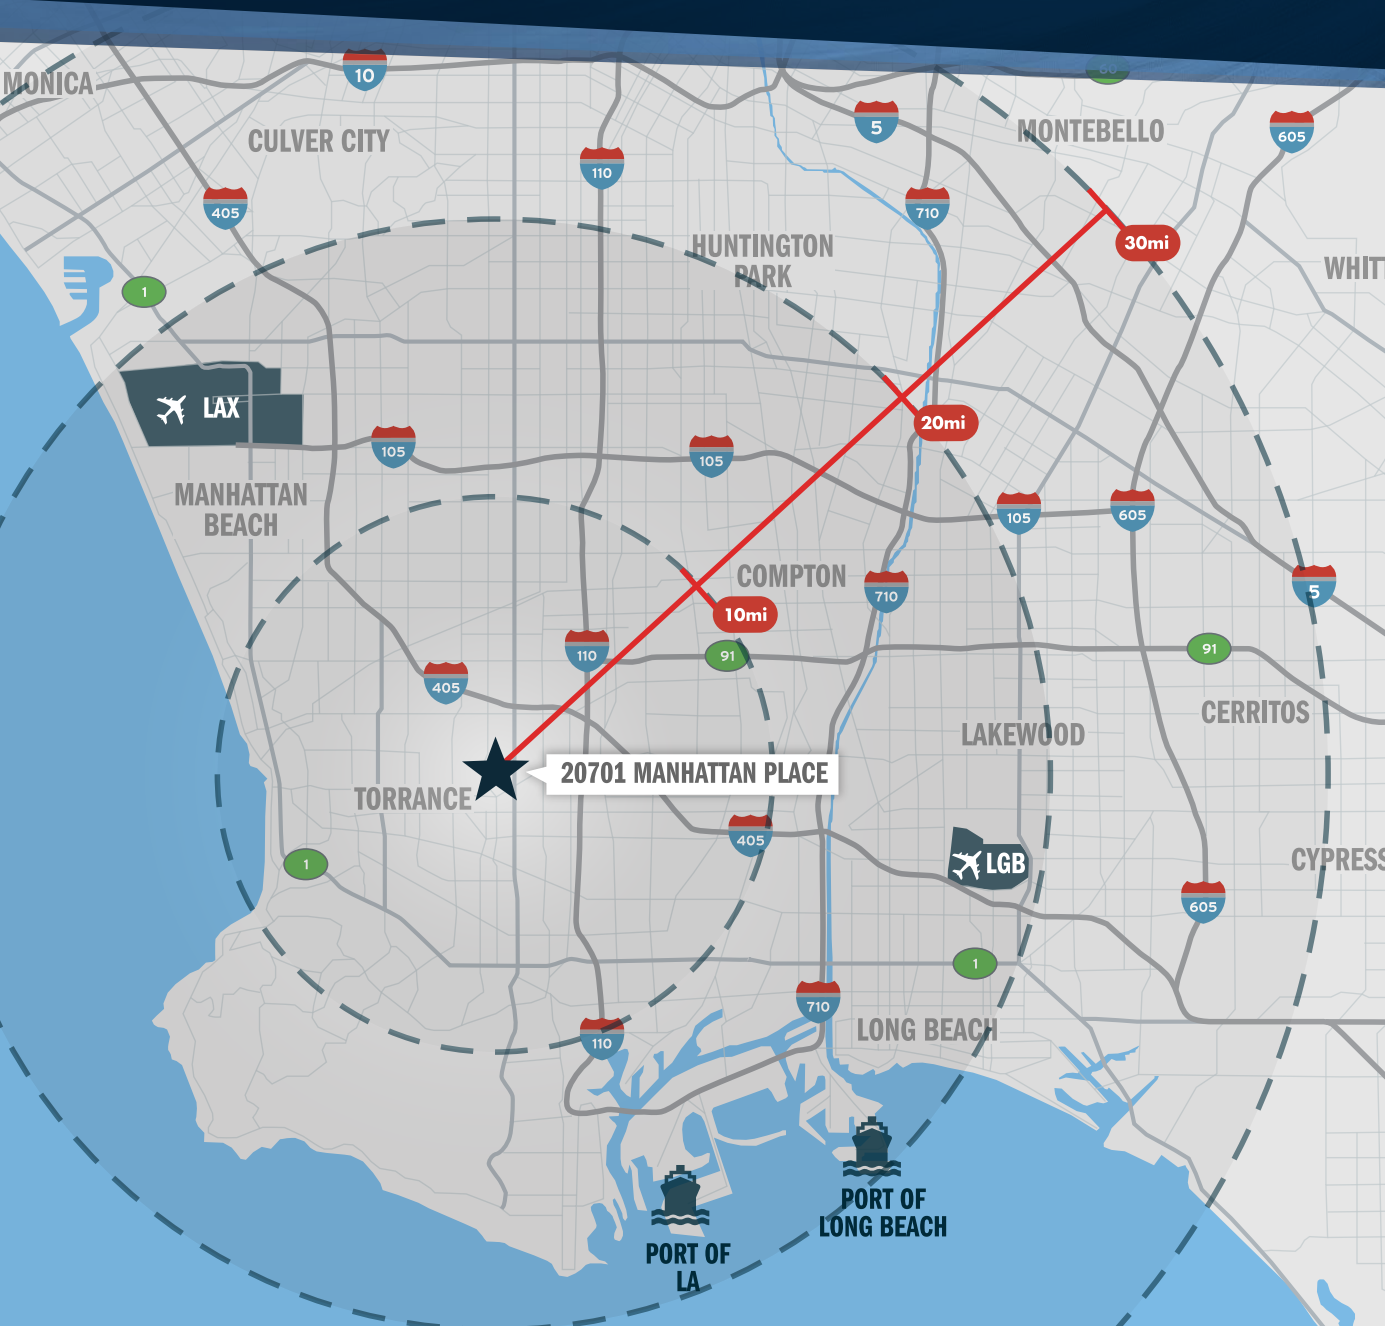 60
10
MONICA
5
MONTEBELLO
605
CULVER CITY
110
405
710
30mi
HUNTINGTON
PARK
WHIT
1
LAX
20mi
105
105
MANHATTAN
BEACH
105
605
COMPTON
710
5
10mi
110
91
91
405
CERRITOS
LAKEWOOD
20701 MANHATTAN PLACE
TORRANCE
405
1
LGB
CYPRESS
605
1
710
LONG BEACH
110
PORT OF
LONG BEACH
PORT OF
LA